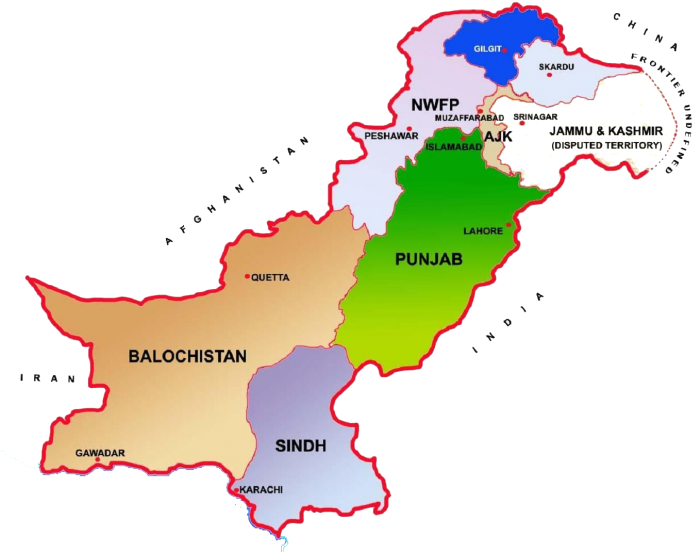 CHINA
GILGIT
SKARDU
FRONTIER UNDEFINED
NWFP
MUZAFFARABAD
SRINAGAR
PESHAWAR
AJK
JAMMU & KASHMIR
(DISPUTED TERRITORY)
ISLAMABAD
AFGHANISTAN
LAHORE
PUNJAB
QUETTA
INDIA
BALOCHISTAN
IRAN
SINDH
GAWADAR
KARACHI